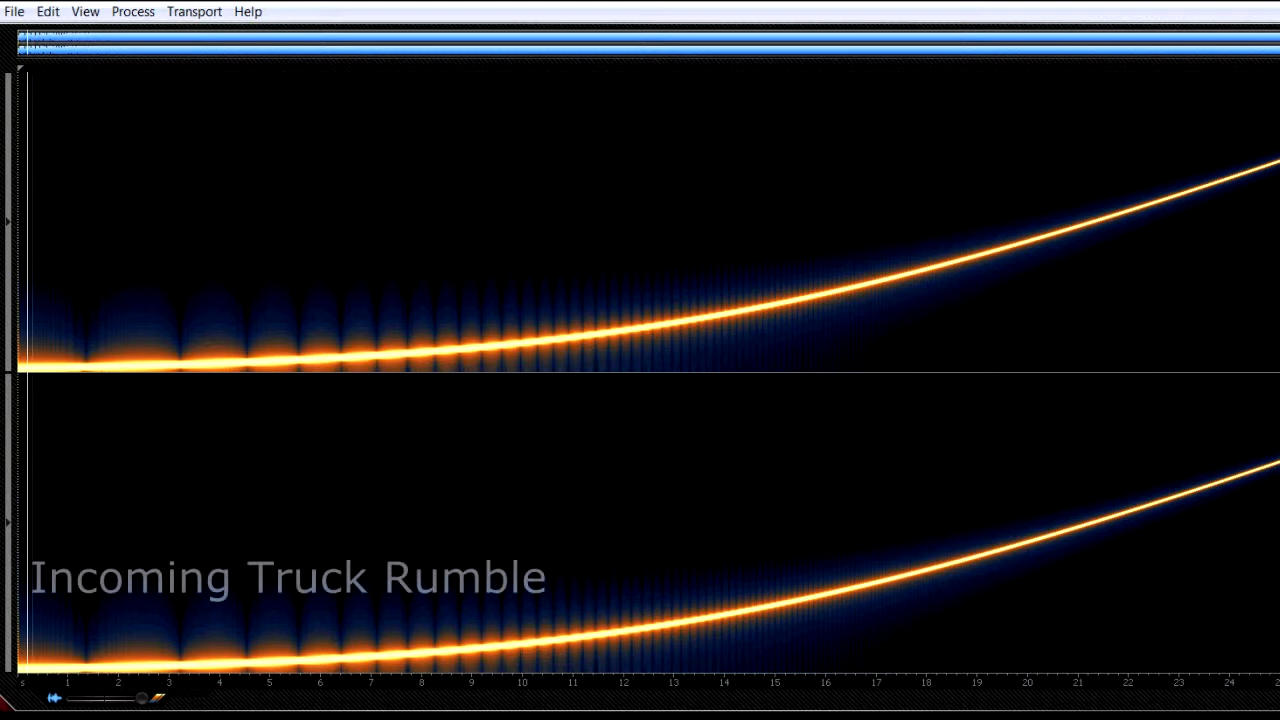 File Edit View Process Transport Help
Incoming Truck Rumble
s 1 2 3 4 5 6 7 8 9 10 11 12 13 14 15 16 17 18 19 20 21 22 23 24